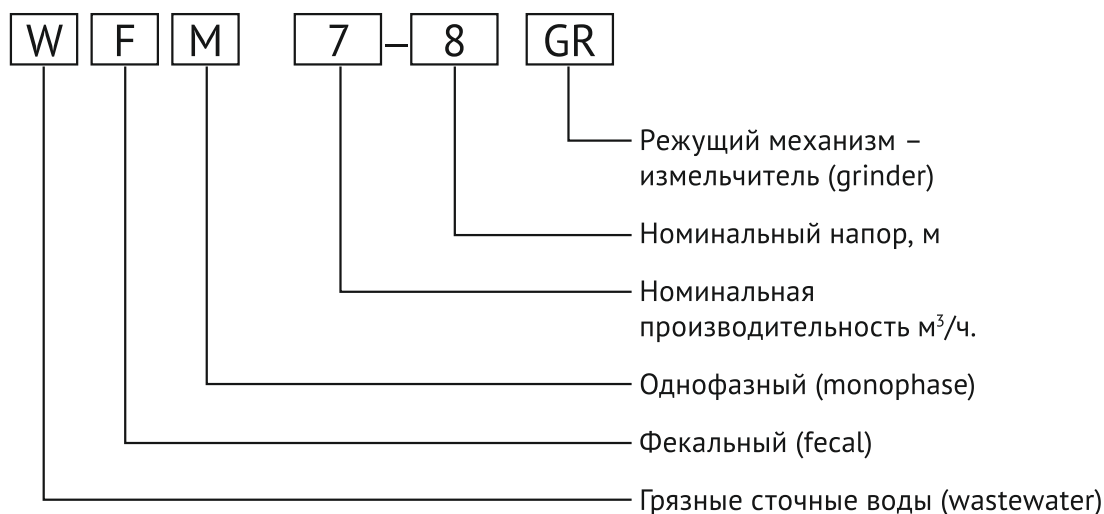 W F M 7–8 GR
Режущий механизм –
измельчитель (grinder)
Номинальный напор, м
Номинальная
производительность м³/ч.
Однофазный (monophase)
Фекальный (fecal)
Грязные сточные воды (wastewater)